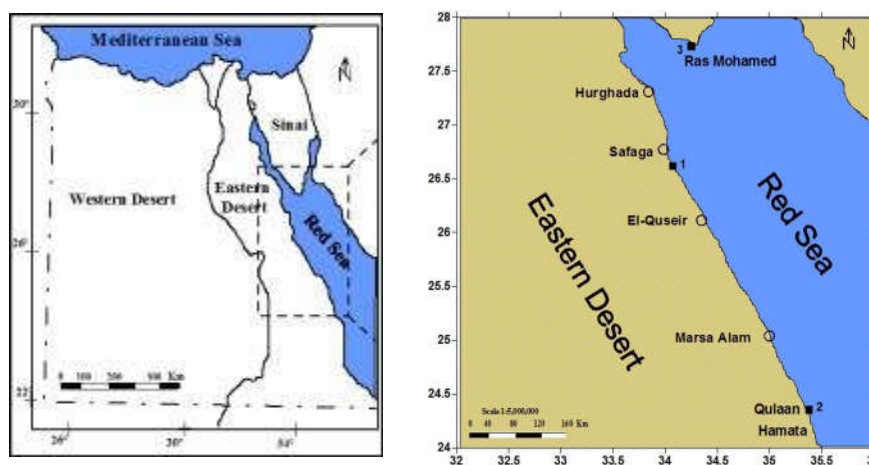 Mediterranean Sea
N
30°
Sinai
Western Desert
Eastern
Desert
Red Sea
26°
0 100 200 300 Km
22°
26° 30° 34°
28
27.5
27
26.5
26
25.5
25
24.5
24
N
3
Ras Mohamed
Hurghada
Safaga
1
El-Quseir
Red Sea
Eastern Desert
Marsa Alam
Qulaan 2
Hamata
Scale 1:5,000,000
0 40 80 120 160 Km
32 32.5 33 33.5 34 34.5 35 35.5